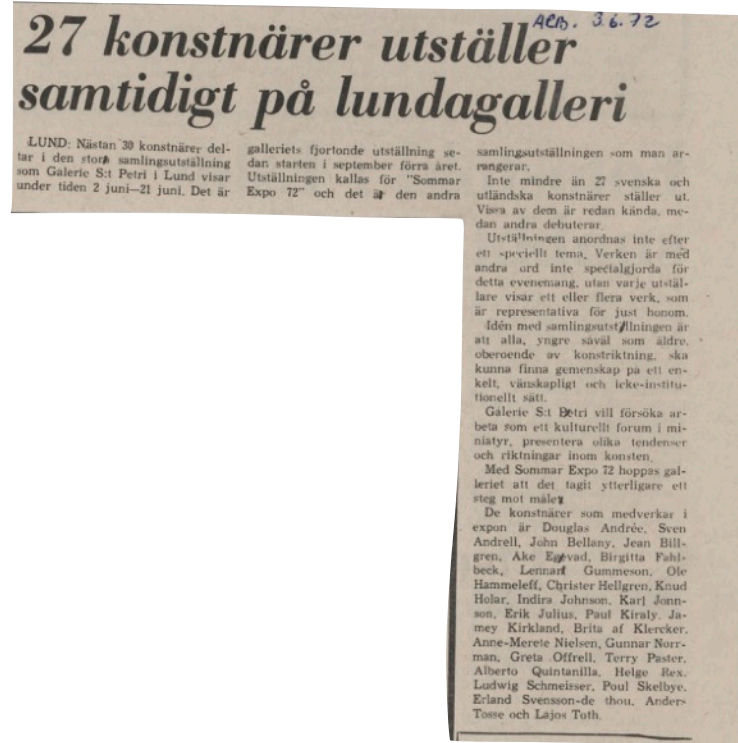 27 konstnärer utställer
Arb. 3.6.72
samtidigt på lundagalleri
LUND: Nästan 30 konstnärer del-
tar i den stora samlingsutställning
som Galerie S:t Petri i Lund visar
under tiden 2 juni—21 juni. Det är
galleriets fjortonde utställning se-
dan starten i september förra året.
Utställningen kallas för "Sommar
Expo 72" och det är den andra
samlingsutställningen som man ar-
rangerar.
Inte mindre än 27 svenska och
utländska konstnärer ställer ut.
Vissa av dem är redan kända, me-
dan andra debuterar.
Utställningen anordnas inte efter
ett speciellt tema. Verken är med
andra ord inte specialgjorda för
detta evenemang, utan varje utstäl-
lare visar ett eller flera verk, som
är representativa för just honom.
Idén med samlingsutställningen är
att alla, yngre såväl som äldre,
oberoende av konstriktning, ska
kunna finna gemenskap på ett en-
kelt, vänskapligt och icke-institu-
tionellt sätt.
Galerie S:t Petri vill försöka ar-
beta som ett kulturellt forum i mi-
niatyr, presentera olika tendenser
och riktningar inom konsten.
Med Sommar Expo 72 hoppas gal-
leriet att det tagit ytterligare ett
steg mot målet
De konstnärer som medverkar i
expon är Douglas Andrée, Sven
Andrell, John Bellany, Jean Bill-
gren, Åke Egevad, Birgitta Fahl-
beck, Lennart Gummeson, Ole
Hammeleff, Christer Hellgren, Knud
Holar, Indira Johnson, Karl Jonn-
son, Erik Julius, Paul Kiraly, Ja-
mey Kirkland, Brita af Klercker,
Anne-Merete Nielsen, Gunnar Norr-
man, Greta Offrell, Terry Paster,
Alberto Quintanilla, Helge Rex,
Ludwig Schmeisser, Poul Skelbye,
Erland Svensson-de thou, Anders
Tosse och Lajos Toth.